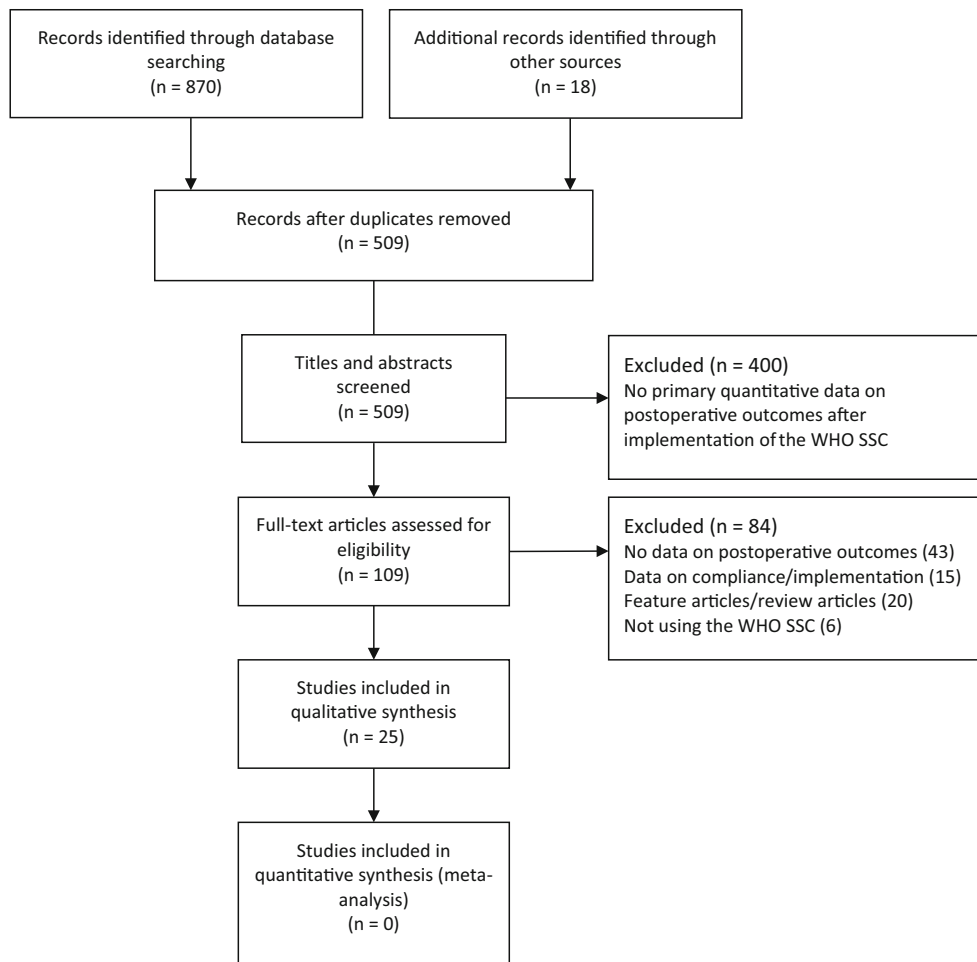 Records identified through database
searching
(n = 870)
Additional records identified through
other sources
(n = 18)
Records after duplicates removed
(n = 509)
Titles and abstracts
screened
(n = 509)
Excluded (n = 400)
No primary quantitative data on
postoperative outcomes after
implementation of the WHO SSC
Full-text articles assessed for
eligibility
(n = 109)
Excluded (n = 84)
No data on postoperative outcomes (43)
Data on compliance/implementation (15)
Feature articles/review articles (20)
Not using the WHO SSC (6)
Studies included in
qualitative synthesis
(n = 25)
Studies included in
quantitative synthesis (meta-
analysis)
(n = 0)